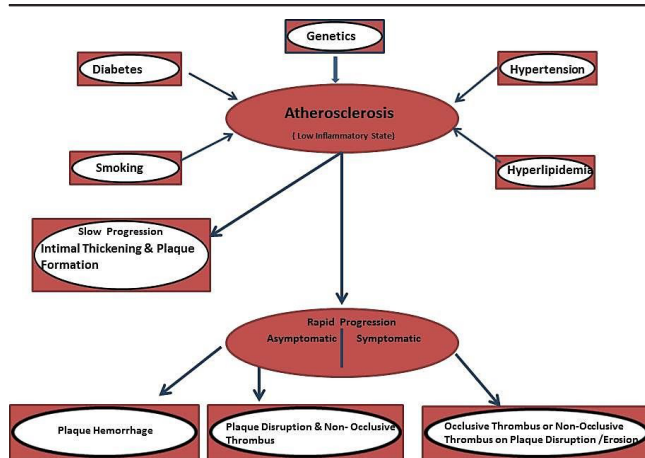 Genetics
Diabetes
Hypertension
Atherosclerosis
( Low Inflammatory State)
Smoking
Hyperlipidemia
Slow Progression
Intimal Thickening & Plaque
Formation
Rapid Progression
Asymptomatic
Symptomatic
Plaque Hemorrhage
Plaque Disruption & Non- Occlusive
Thrombus
Occlusive Thrombus or Non-Occlusive
Thrombus on Plaque Disruption /Erosion